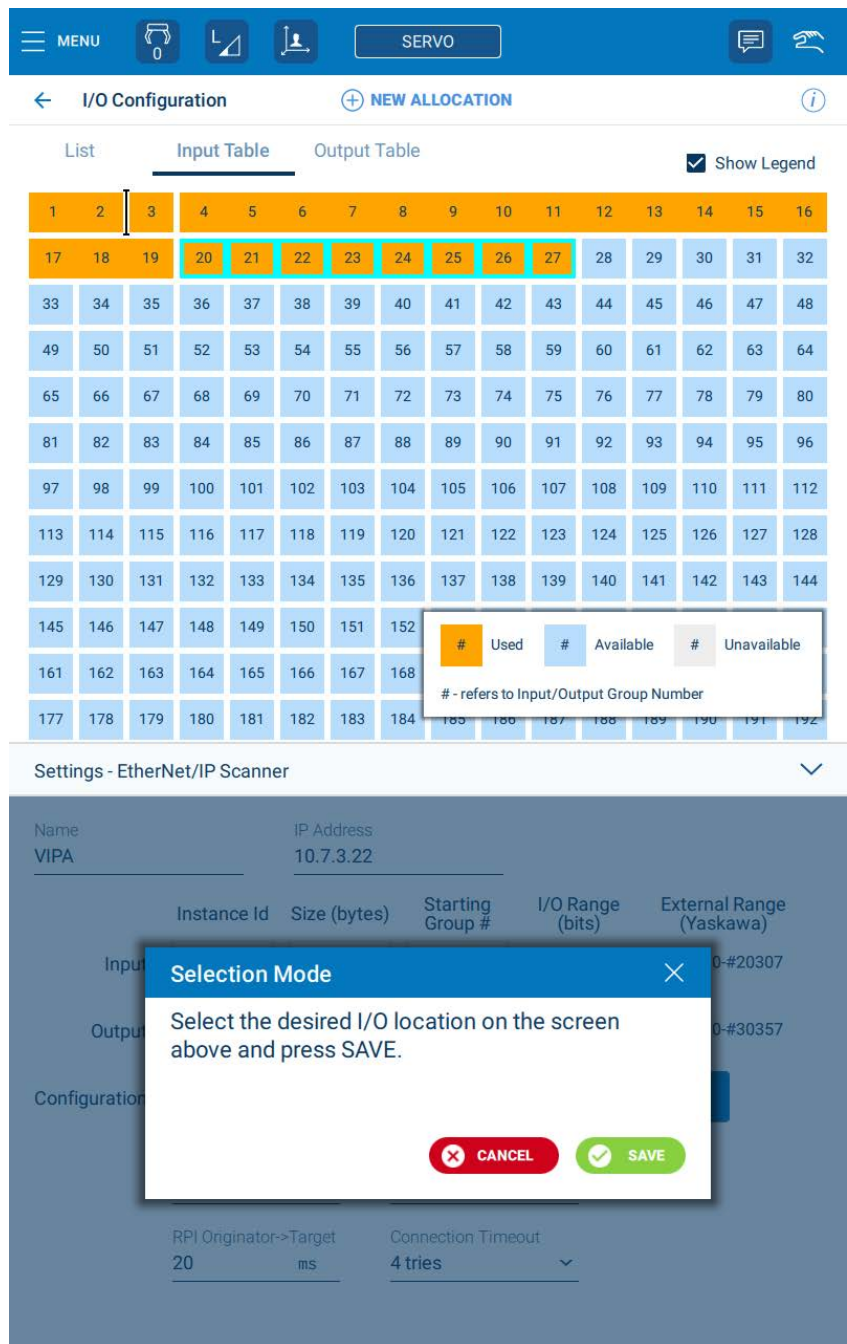 MENU
0
L
SERVO
I/O Configuration
NEW ALLOCATION
i
List
Input Table
Output Table
Show Legend
1 2 3 4 5 6 7 8 9 10 11 12 13 14 15 16
17 18 19 20 21 22 23 24 25 26 27 28 29 30 31 32
33 34 35 36 37 38 39 40 41 42 43 44 45 46 47 48
49 50 51 52 53 54 55 56 57 58 59 60 61 62 63 64
65 66 67 68 69 70 71 72 73 74 75 76 77 78 79 80
81 82 83 84 85 86 87 88 89 90 91 92 93 94 95 96
97 98 99 100 101 102 103 104 105 106 107 108 109 110 111 112
113 114 115 116 117 118 119 120 121 122 123 124 125 126 127 128
129 130 131 132 133 134 135 136 137 138 139 140 141 142 143 144
145 146 147 148 149 150 151 152
# Used # Available # Unavailable
161 162 163 164 165 166 167 168
# - refers to Input/Output Group Number
177 178 179 180 181 182 183 184 185 186 187 188 189 190 191 192
Settings - EtherNet/IP Scanner
Name
VIPA
IP Address
10.7.3.22
Instance Id
Size (bytes)
Starting
Group #
I/O Range
(bits)
External Range
(Yaskawa)
Input
0-#20307
Output
0-#30357
Configuration
Selection Mode
Select the desired I/O location on the screen
above and press SAVE.
CANCEL
SAVE
RPI Originator->Target
20 ms
Connection Timeout
4 tries